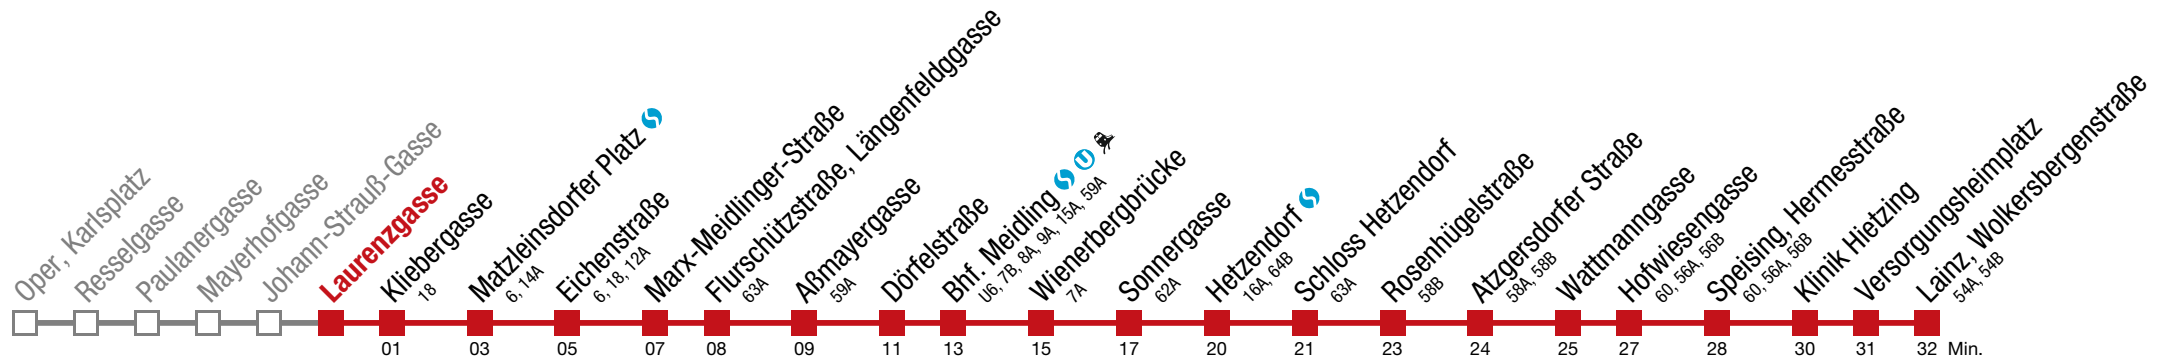 Oper, Karlsplatz
Resselgasse
Paulanergasse
Mayerhofgasse
Johann-Strauß-Gasse
Laurenzgasse
Kliebergasse
18
Matzleinsdorfer Platz
6, 14A
Eichenstraße
6, 18, 12A
Marx-Meidlinger-Straße
Flurschützstraße, Längenfeldggasse
63A
Aßmayergasse
59A
Dörfelstraße
Bhf. Meidling
U6, 7B, 8A, 9A, 15A, 59A
Wienerbergbrücke
7A
Sonnergasse
62A
Hetzendorf
16A, 64B
Schloss Hetzendorf
63A
Rosenhügelstraße
58B
Atzgersdorfer Straße
58A, 58B
Wattmanngasse
Hofwiesengasse
60, 56A, 56B
Speising, Hermesstraße
60, 56A, 56B
Klinik Hietzing
Versorgungsheimplatz
Lainz, Wolkersbergenstraße
54A, 54B
01 03 05 07 08 09 11 13 15 17 20 21 23 24 25 27 28 30 31 32 Min.